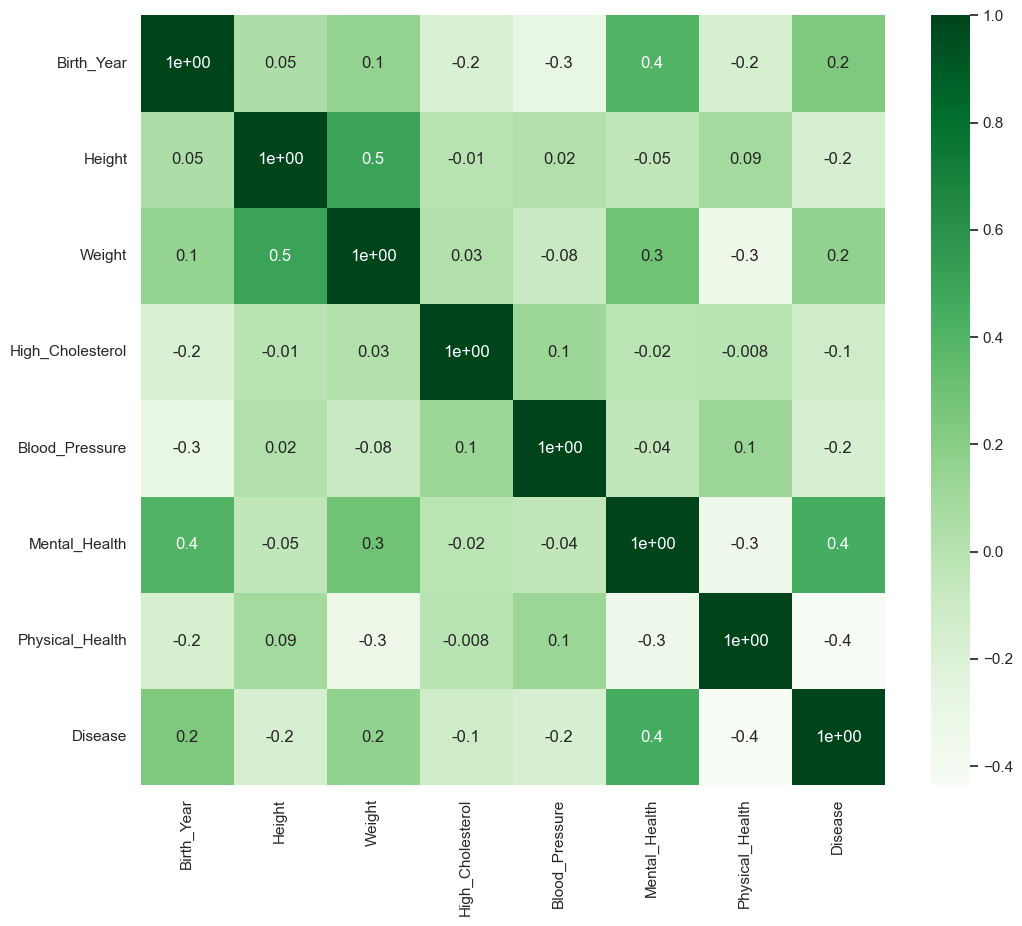 Birth_Year 1e+00 0.05 0.1 -0.2 -0.3 0.4 -0.2 0.2
Height 0.05 1e+00 0.5 -0.01 0.02 -0.05 0.09 -0.2
Weight 0.1 0.5 1e+00 0.03 -0.08 0.3 -0.3 0.2
High_Cholesterol -0.2 -0.01 0.03 1e+00 0.1 -0.02 -0.008 -0.1
Blood_Pressure -0.3 0.02 -0.08 0.1 1e+00 -0.04 0.1 -0.2
Mental_Health 0.4 -0.05 0.3 -0.02 -0.04 1e+00 -0.3 0.4
Physical_Health -0.2 0.09 -0.3 -0.008 0.1 -0.3 1e+00 -0.4
Disease 0.2 -0.2 0.2 -0.1 -0.2 0.4 -0.4 1e+00
Birth_Year
Height
Weight
High_Cholesterol
Blood_Pressure
Mental_Health
Physical_Health
Disease
1.0
0.8
0.6
0.4
0.2
0.0
−0.2
−0.4